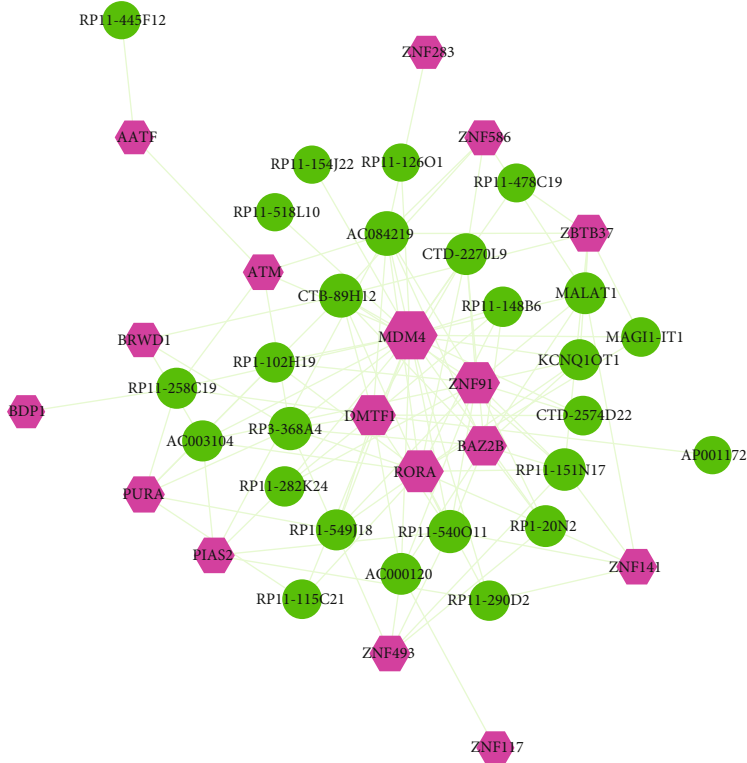 RP11-445F12
ZNF283
AATF
ZNF586
RP11-154J22
RP11-126O1
RP11-478C19
RP11-518L10
AC084219
ZBTB37
CTD-2270L9
ATM
CTB-89H12
MALAT1
RP11-148B6
MDM4
MAGI1-IT1
BRWD1
RP1-102H19
KCNQ1OT1
ZNF91
RP11-258C19
BDP1
DMTF1
CTD-2574D22
RP3-368A4
AC003104
BAZ2B
AP001172
RORA
RP11-151N17
RP11-282K24
PURA
RP11-549J18
RP11-540O11
RP1-20N2
PIAS2
ZNF141
AC000120
RP11-115C21
RP11-290D2
ZNF493
ZNF117